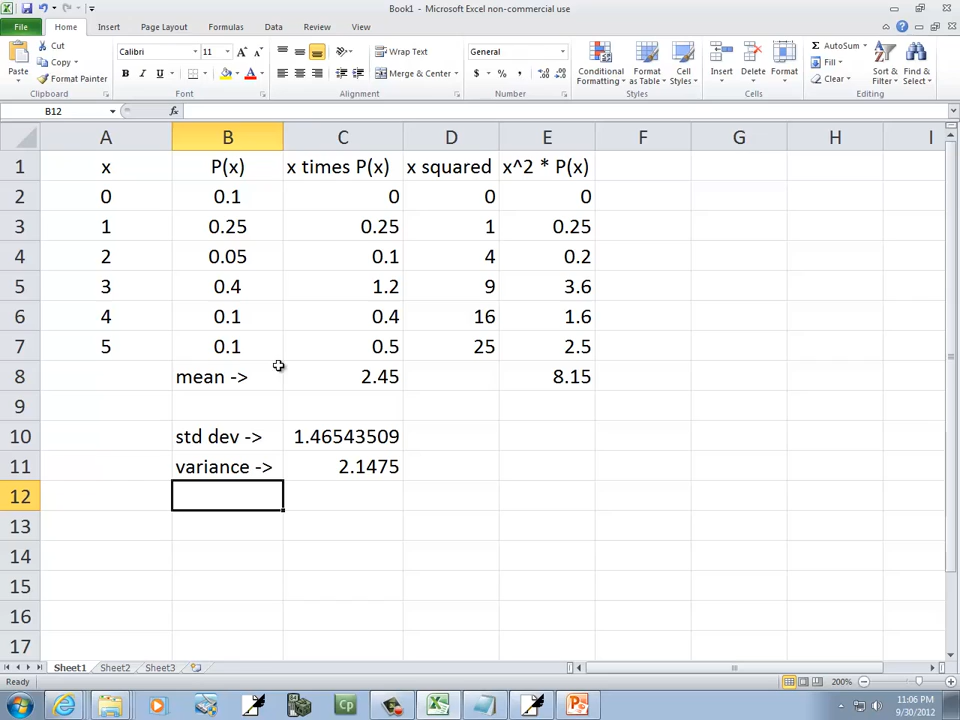 Book1 - Microsoft Excel non-commercial use
File Home Insert Page Layout Formulas Data Review View
Paste Cut Copy Format Painter Clipboard
Calibri 11 B I U A A A Font
Wrap Text Merge & Center Alignment
General $ % , Number
Conditional Formatting Format as Table Cell Styles Styles
Insert Delete Format Cells
Σ AutoSum Fill Clear Sort & Filter Find & Select Editing
B12 fx
A B C D E F G H I
1 x P(x) x times P(x) x squared x^2 * P(x)
2 0 0.1 0 0 0
3 1 0.25 0.25 1 0.25
4 2 0.05 0.1 4 0.2
5 3 0.4 1.2 9 3.6
6 4 0.1 0.4 16 1.6
7 5 0.1 0.5 25 2.5
8 mean -> 2.45 8.15
9
10 std dev -> 1.46543509
11 variance -> 2.1475
12
13
14
15
16
17
Sheet1 Sheet2 Sheet3
Ready 200%
Cp 11:06 PM
9/30/2012